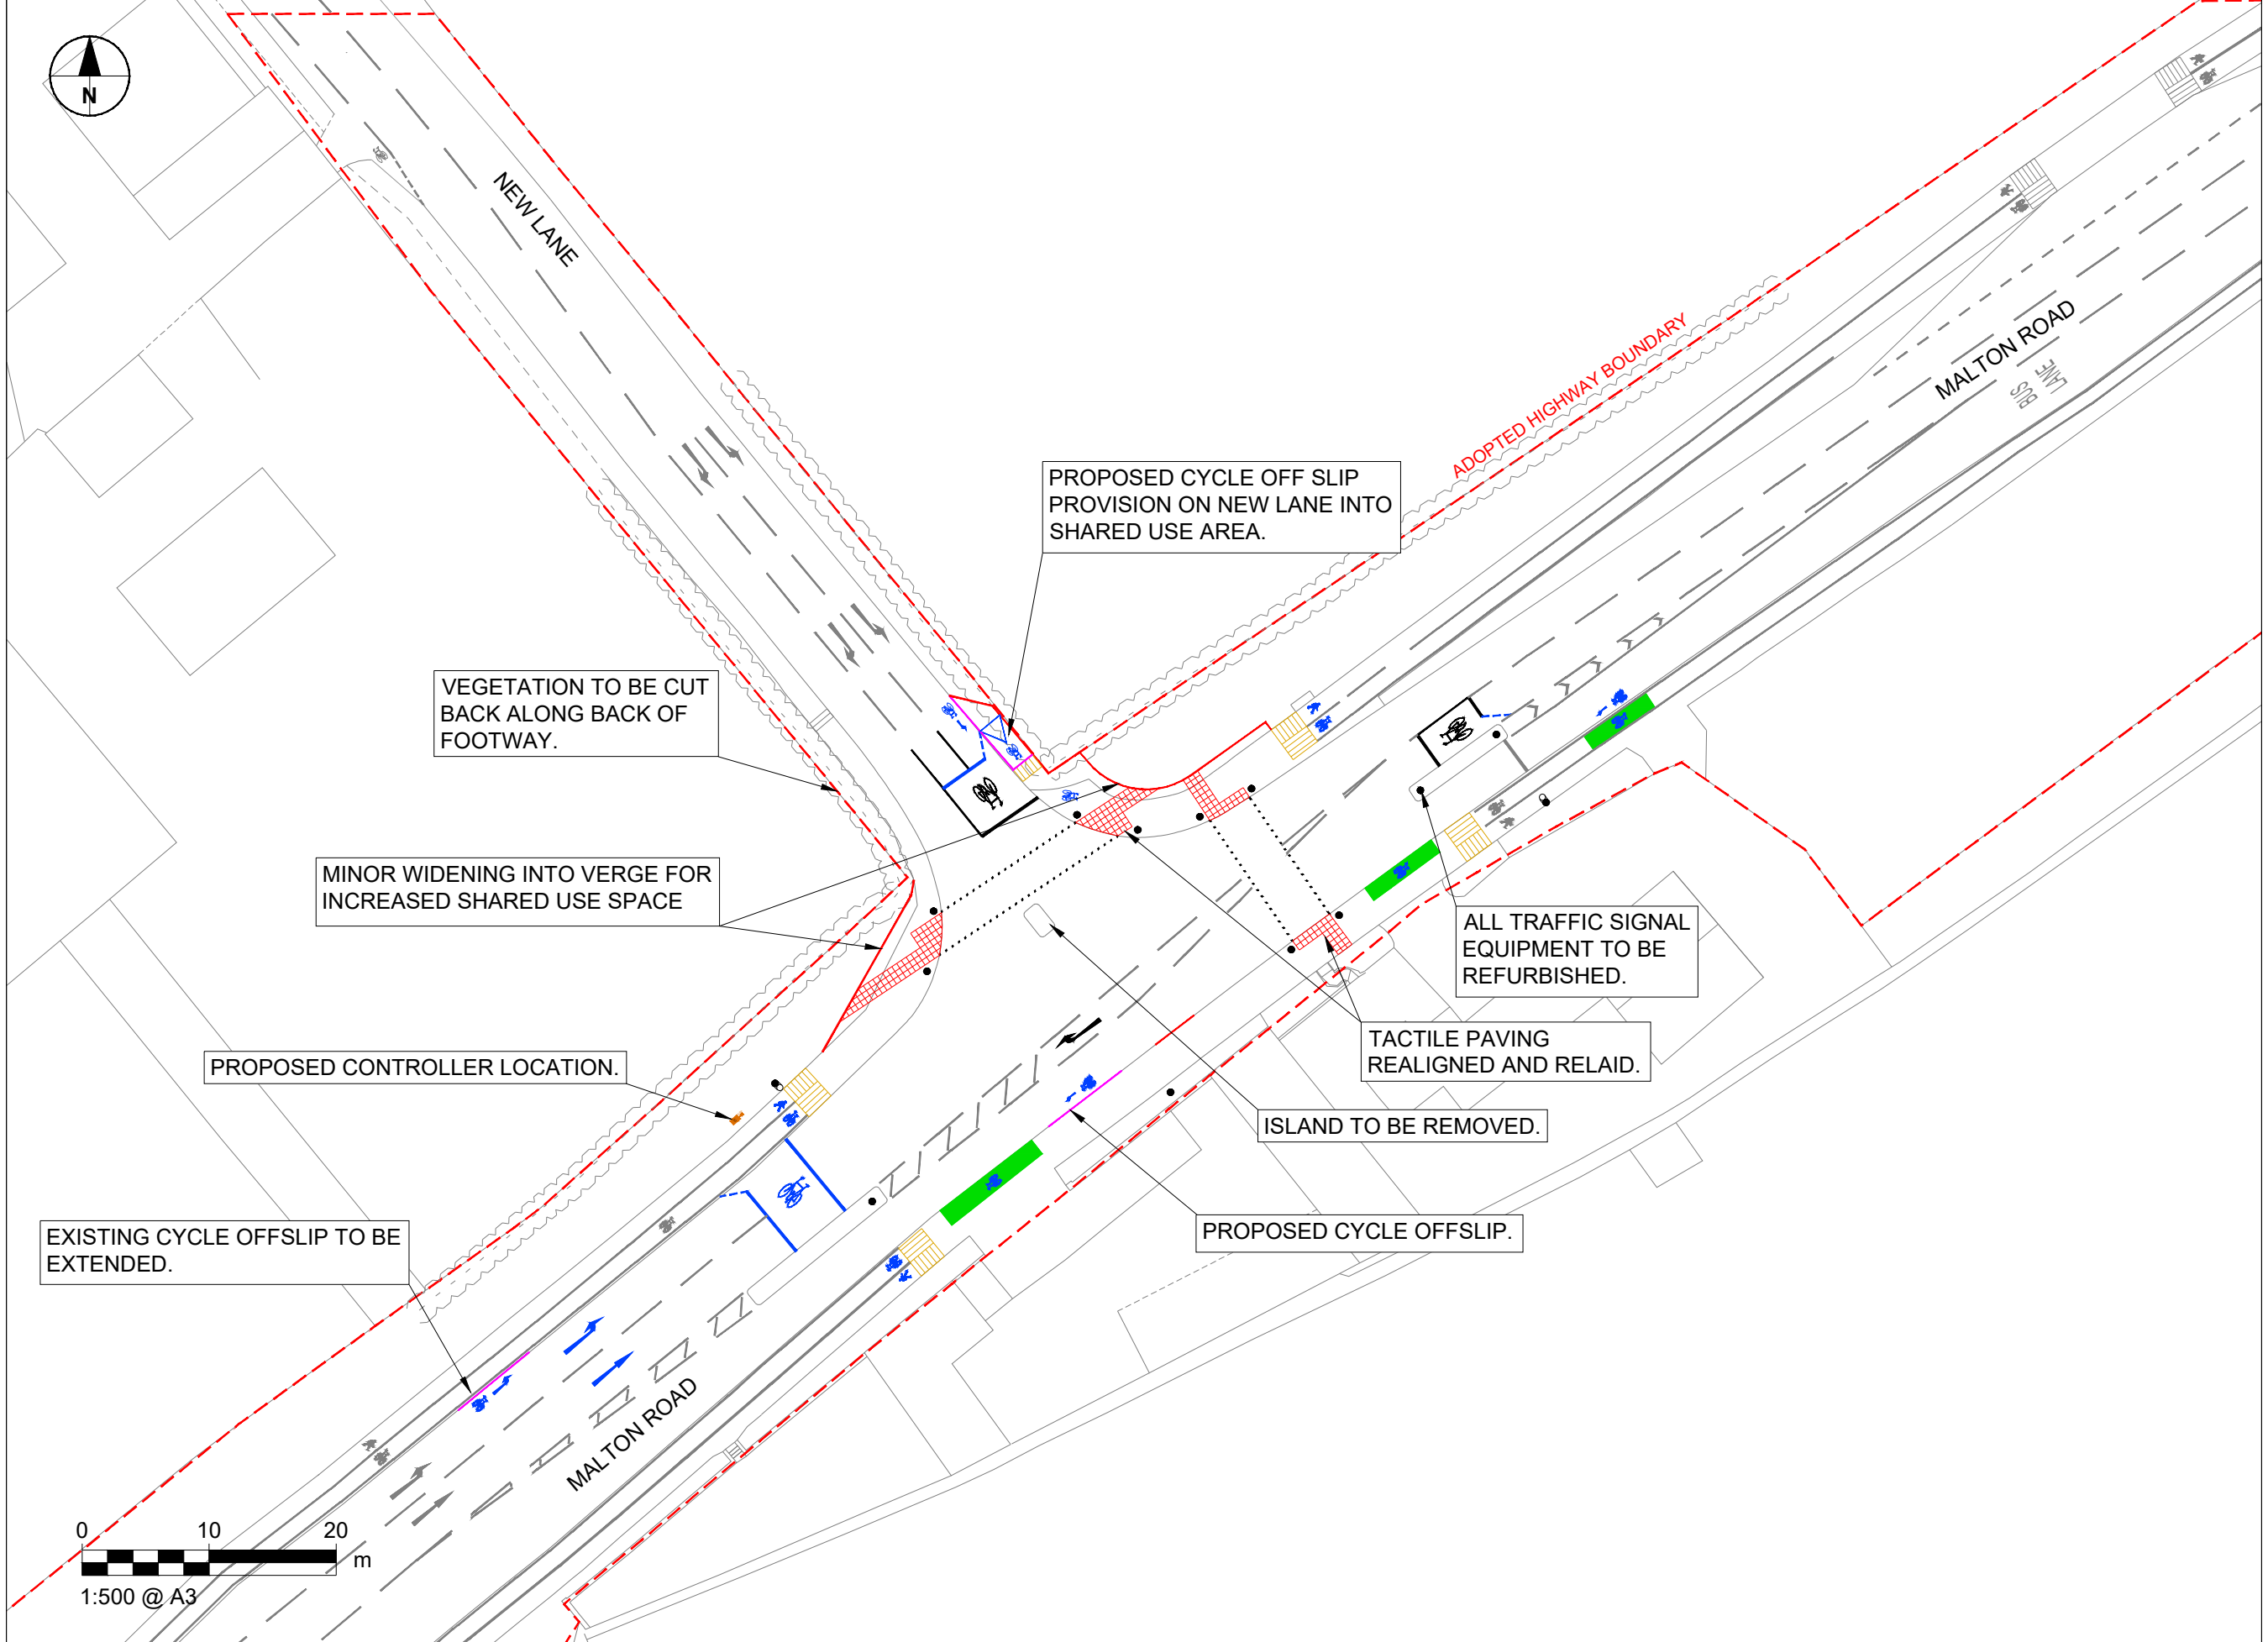 N
NEW LANE
MALTON ROAD
BUS
LANE
ADOPTED HIGHWAY BOUNDARY
PROPOSED CYCLE OFF SLIP
PROVISION ON NEW LANE INTO
SHARED USE AREA.
VEGETATION TO BE CUT
BACK ALONG BACK OF
FOOTWAY.
MINOR WIDENING INTO VERGE FOR
INCREASED SHARED USE SPACE
ALL TRAFFIC SIGNAL
EQUIPMENT TO BE
REFURBISHED.
TACTILE PAVING
REALIGNED AND RELAID.
PROPOSED CONTROLLER LOCATION.
ISLAND TO BE REMOVED.
PROPOSED CYCLE OFFSLIP.
EXISTING CYCLE OFFSLIP TO BE
EXTENDED.
MALTON ROAD
0 10 20
m
1:500 @ A3